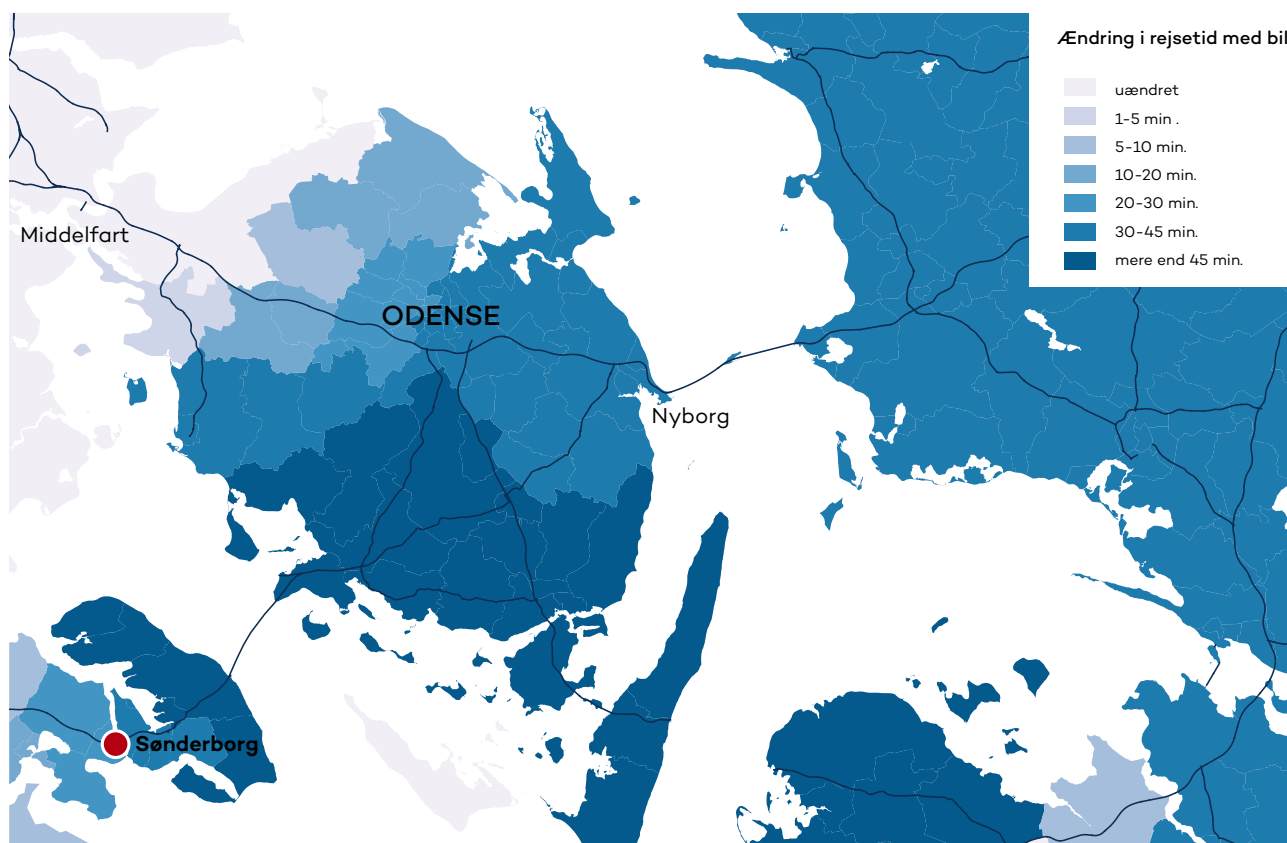 Ændring i rejsetid med bil
uændret
1-5 min .
5-10 min.
10-20 min.
20-30 min.
30-45 min.
mere end 45 min.
Middelfart
ODENSE
Nyborg
Sønderborg